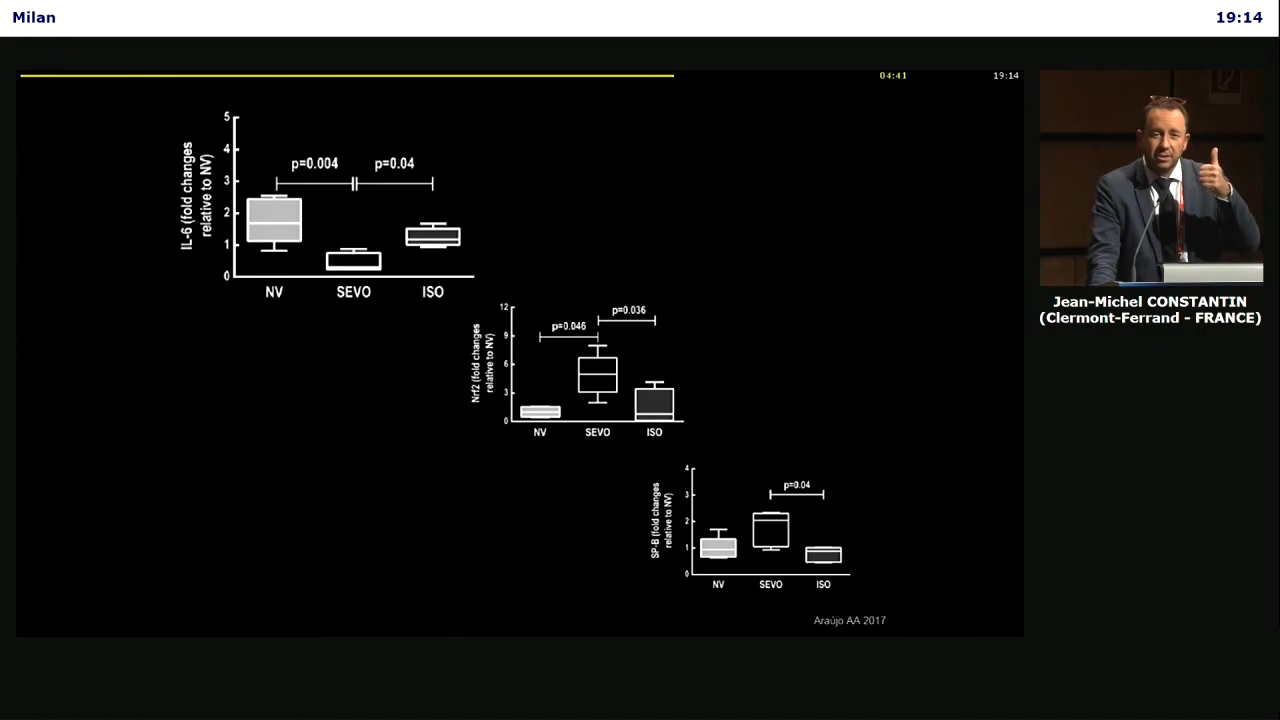 Milan
19:14
04:41
19:14
5
4
3
2
1
0
IL-6 (fold changes
relative to NV)
p=0.004
p=0.04
NV
SEVO
ISO
12
9
6
3
0
Nrf2 (fold changes
relative to NV)
p=0.046
p=0.036
NV
SEVO
ISO
4
3
2
1
0
SP-B (fold changes
relative to NV)
p=0.04
NV
SEVO
ISO
Araújo AA 2017
Jean-Michel CONSTANTIN
(Clermont-Ferrand - FRANCE)